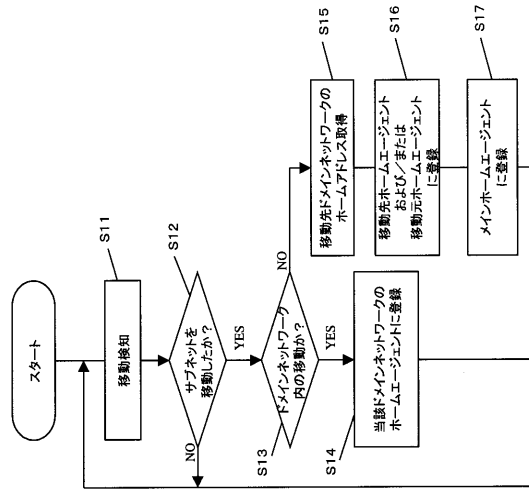 スタート
S11
移動検知
S12
サブネットを
移動したか？
NO
YES
S13
ドメインネットワーク
内の移動か？
NO
YES
S14
当該ドメインネットワークの
ホームエージェントに登録
S15
移動先ドメインネットワークの
ホームアドレス取得
S16
移動先ホームエージェント
および／または
移動元ホームエージェント
に登録
S17
メインホームエージェント
に登録